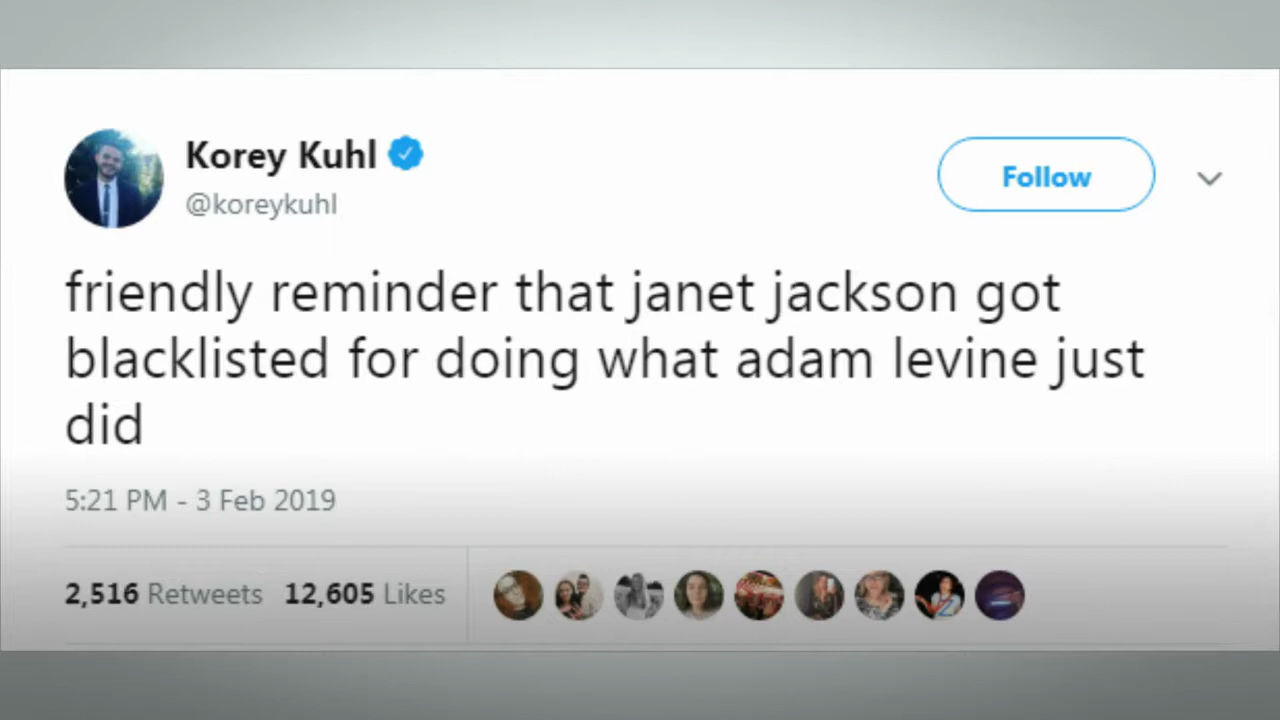 Korey Kuhl
@koreykuhl
Follow
friendly reminder that janet jackson got
blacklisted for doing what adam levine just
did
5:21 PM - 3 Feb 2019
2,516 Retweets 12,605 Likes